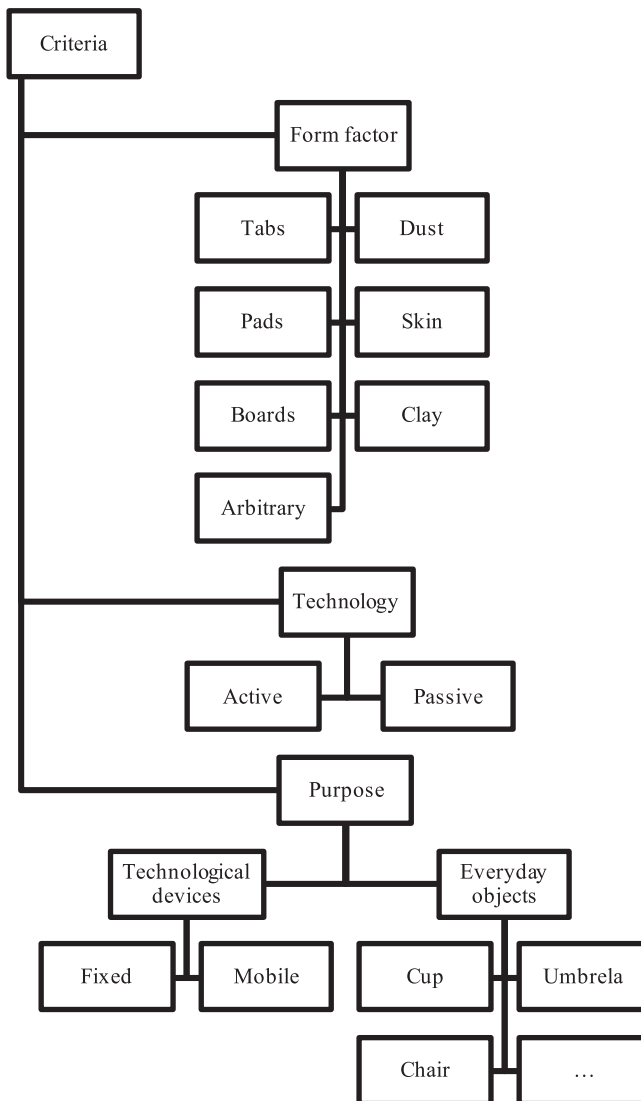 Criteria
Form factor
Tabs
Dust
Pads
Skin
Boards
Clay
Arbitrary
Technology
Active
Passive
Purpose
Technological
devices
Everyday
objects
Fixed
Mobile
Cup
Umbrela
Chair
...